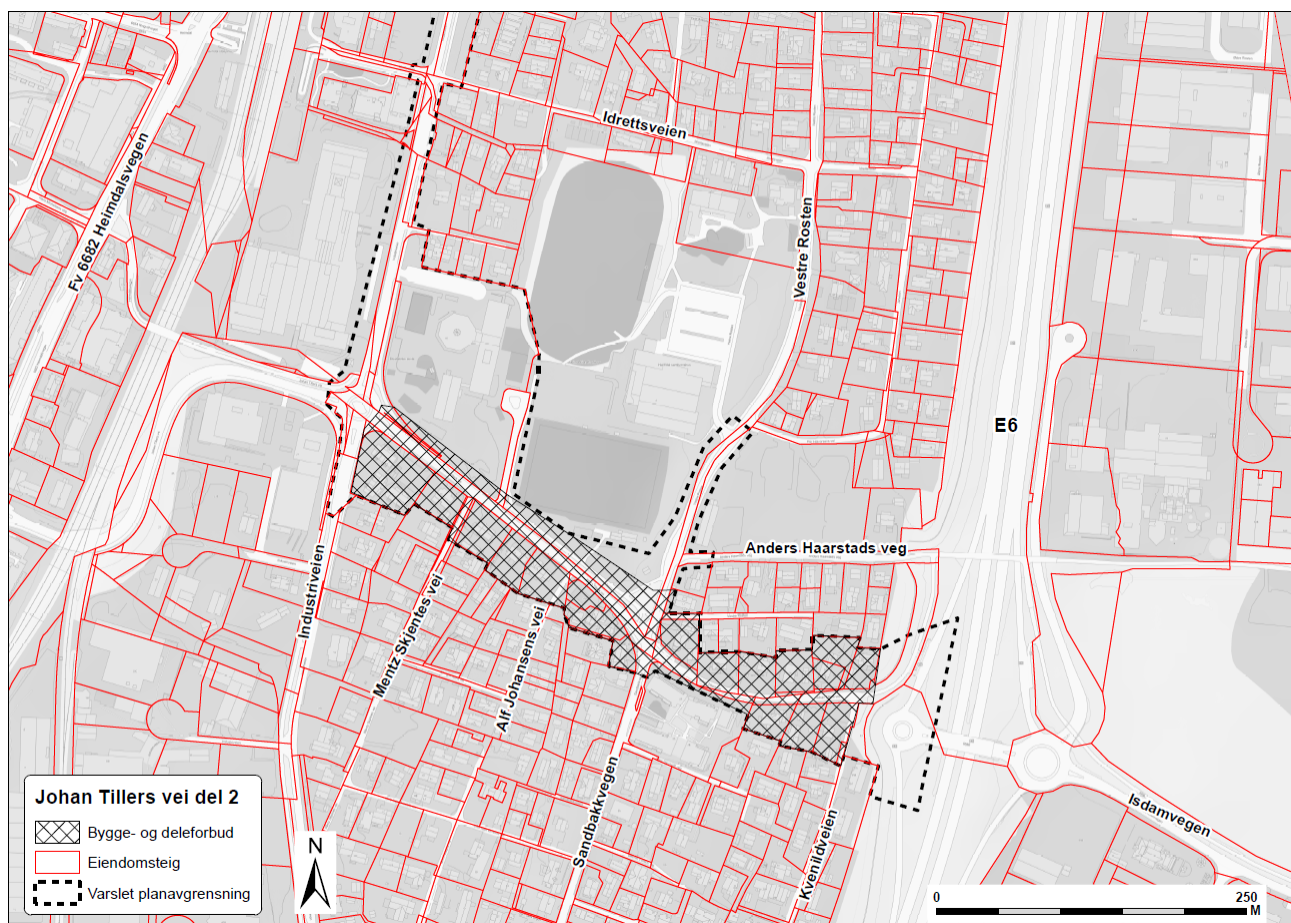 Idrettsveien
Fv 6682 Heimdalsvegen
Vestre Rosten
E6
Anders Haarstads veg
Industriveien
Mentz Skjentes vei
Alf Johansens vei
Sandbakkvegen
Kvenildveien
Isdamvegen
Johan Tillers vei del 2
Bygge- og deleforbud
Eiendomsteig
Varslet planavgrensning
N
0 250
M